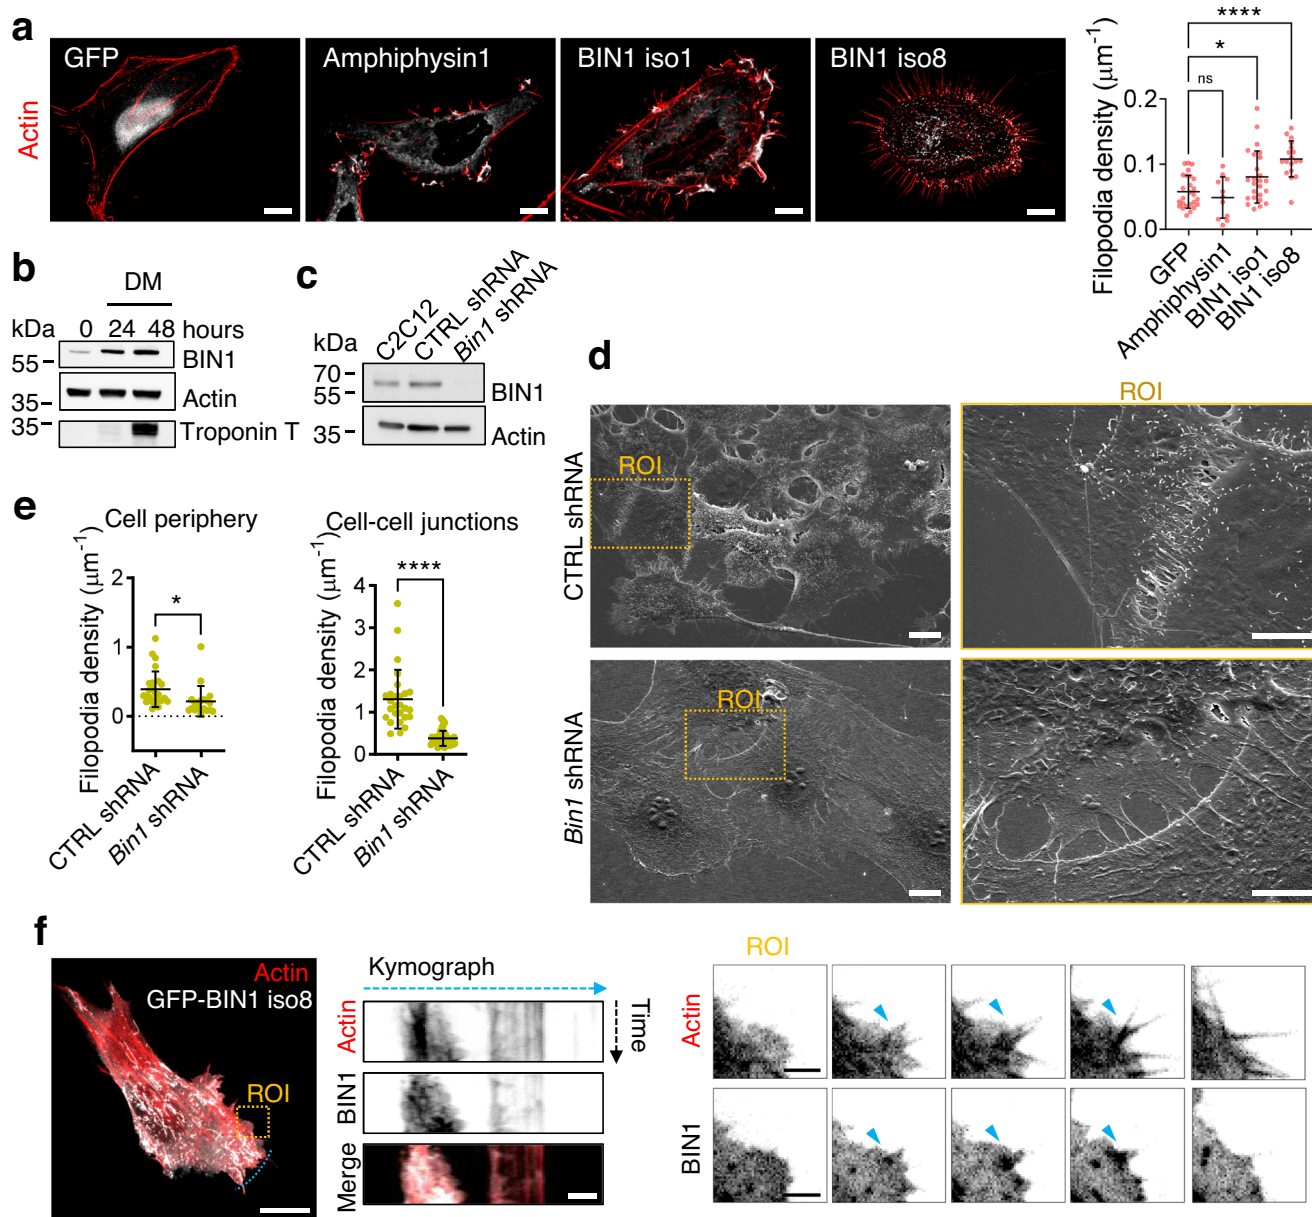 a
GFP
Amphiphysin1
BIN1 iso1
BIN1 iso8
Actin
****
*
ns
Filopodia density (μm⁻¹)
0.2
0.1
0.0
GFP
Amphiphysin1
BIN1 iso1
BIN1 iso8
b
DM
kDa
0 24 48 hours
55
BIN1
35
Actin
35
Troponin T
c
C2C12
CTRL shRNA
Bin1 shRNA
kDa
70
55
BIN1
35
Actin
d
ROI
CTRL shRNA
ROI
Bin1 shRNA
ROI
e
Cell periphery
Filopodia density (μm⁻¹)
2
1
0
*
CTRL shRNA
Bin1 shRNA
Cell-cell junctions
Filopodia density (μm⁻¹)
4
3
2
1
0
****
CTRL shRNA
Bin1 shRNA
f
Actin
GFP-BIN1 iso8
ROI
Kymograph
Time
Actin
BIN1
Merge
ROI
Actin
BIN1